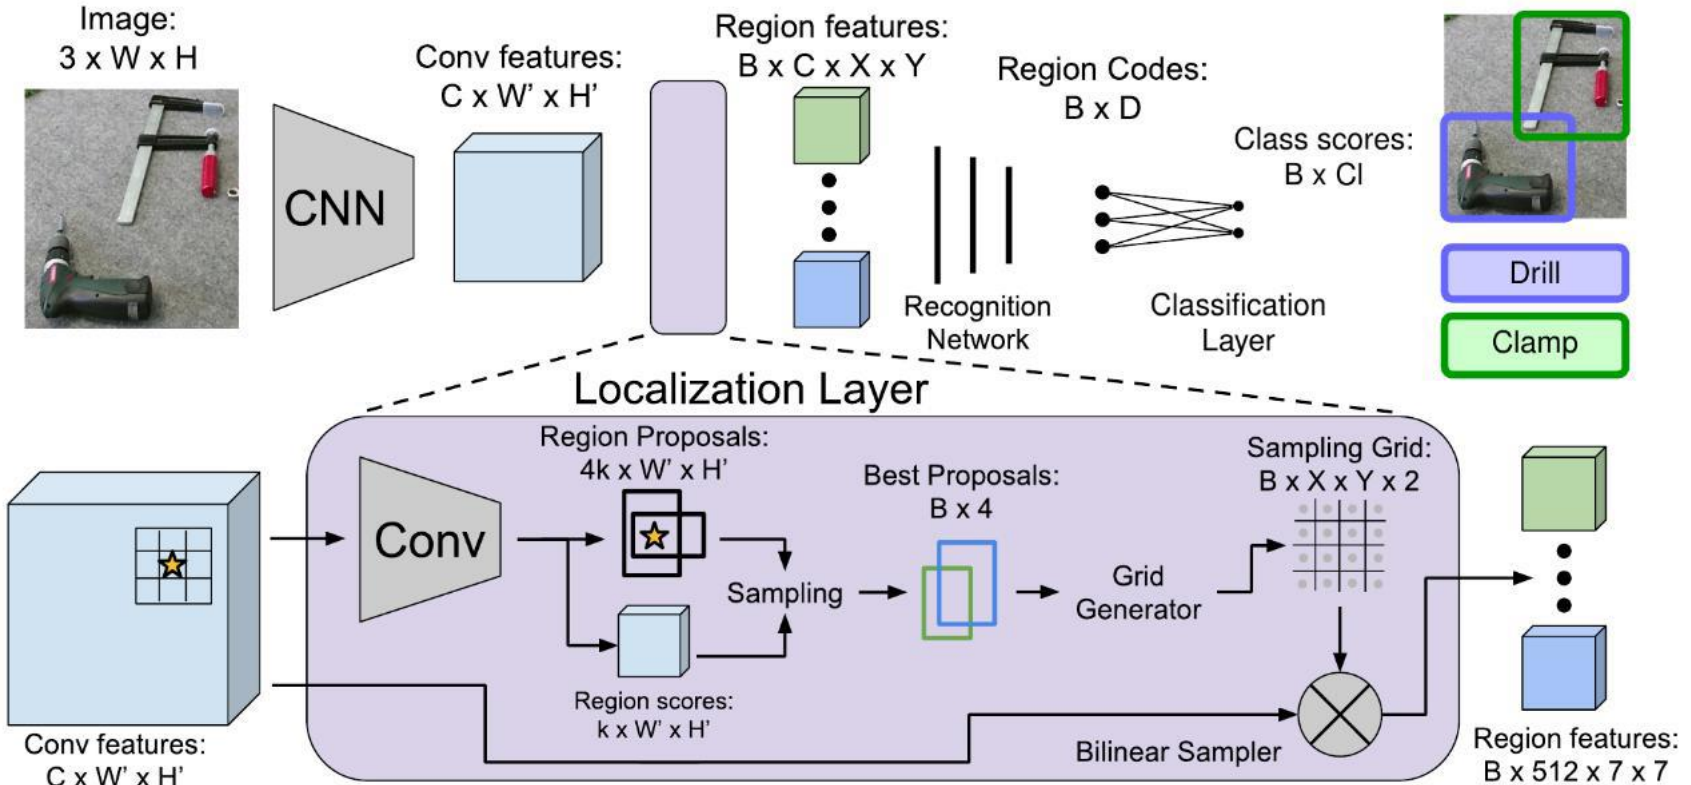 Image:
3 x W x H
Conv features:
C x W’ x H’
Region features:
B x C x X x Y
Region Codes:
B x D
Class scores:
B x Cl
CNN
Recognition
Network
Classification
Layer
Drill
Clamp
Localization Layer
Region Proposals:
4k x W’ x H’
Conv
Sampling
Best Proposals:
B x 4
Grid
Generator
Sampling Grid:
B x X x Y x 2
Region scores:
k x W’ x H’
Bilinear Sampler
Conv features:
C x W’ x H’
Region features:
B x 512 x 7 x 7